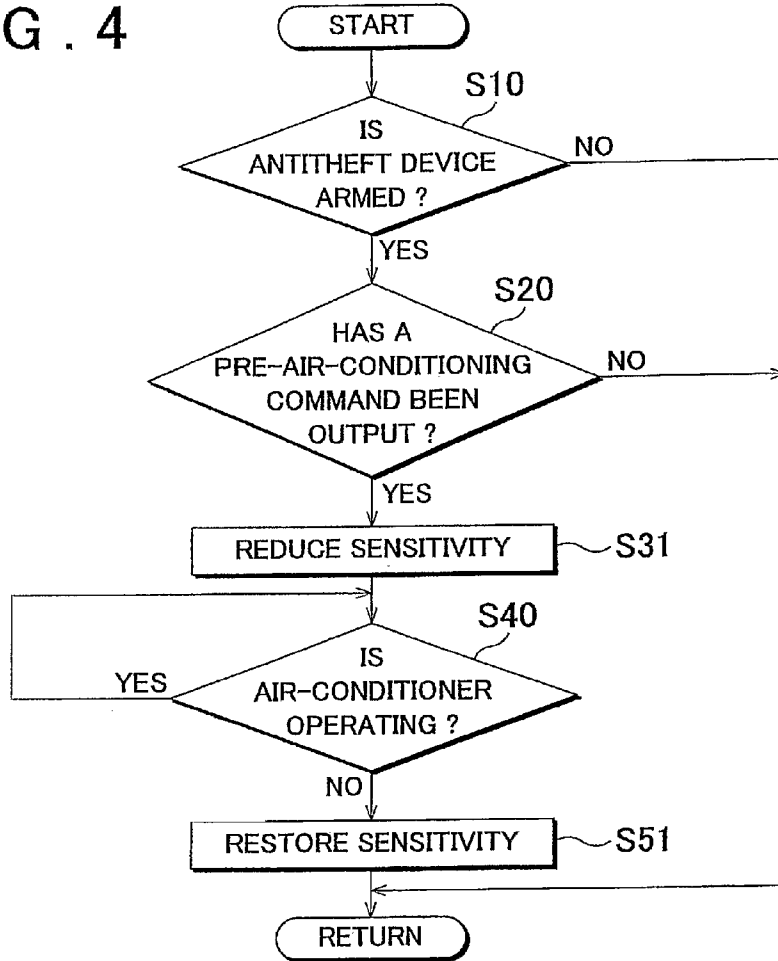 G . 4
START
S10
IS
ANTITHEFT DEVICE
ARMED ?
NO
YES
S20
HAS A
PRE-AIR-CONDITIONING
COMMAND BEEN
OUTPUT ?
NO
YES
REDUCE SENSITIVITY
S31
S40
IS
AIR-CONDITIONER
OPERATING ?
YES
NO
RESTORE SENSITIVITY
S51
RETURN